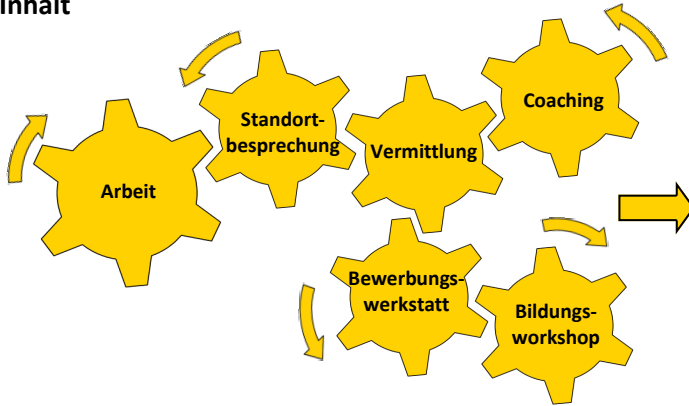 Inhalt
Coaching
Standort-
besprechung
Vermittlung
Arbeit
Bewerbungs-
werkstatt
Bildungs-
workshop